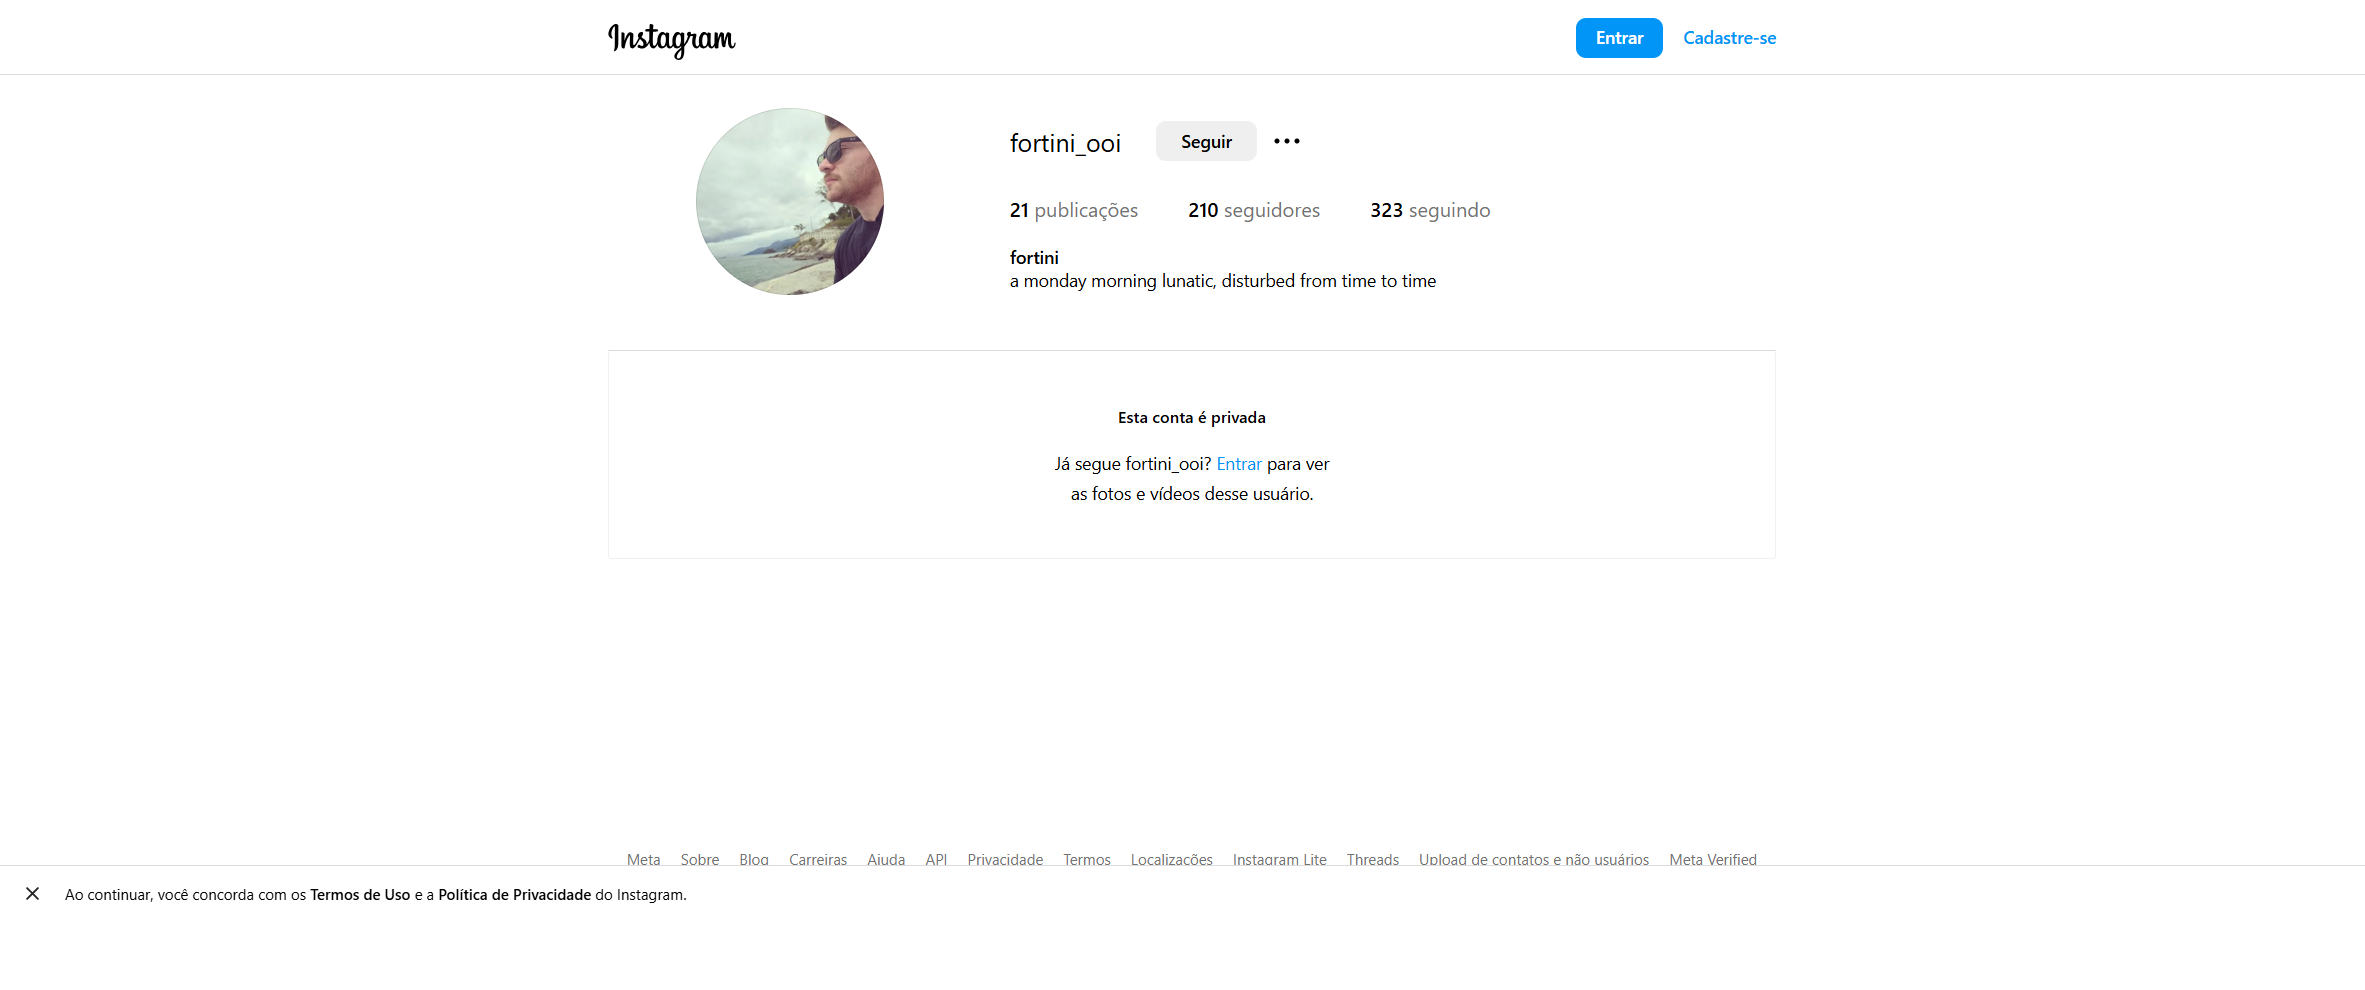 Instagram
Entrar
Cadastre-se
fortini_ooi
Seguir
21 publicações
210 seguidores
323 seguindo
fortini
a monday morning lunatic, disturbed from time to time
Esta conta é privada
Já segue fortini_ooi? Entrar para ver
as fotos e vídeos desse usuário.
Meta Sobre Blog Carreiras Ajuda API Privacidade Termos Localizações Instagram Lite Threads Upload de contatos e não usuários Meta Verified
Ao continuar, você concorda com os Termos de Uso e a Política de Privacidade do Instagram.